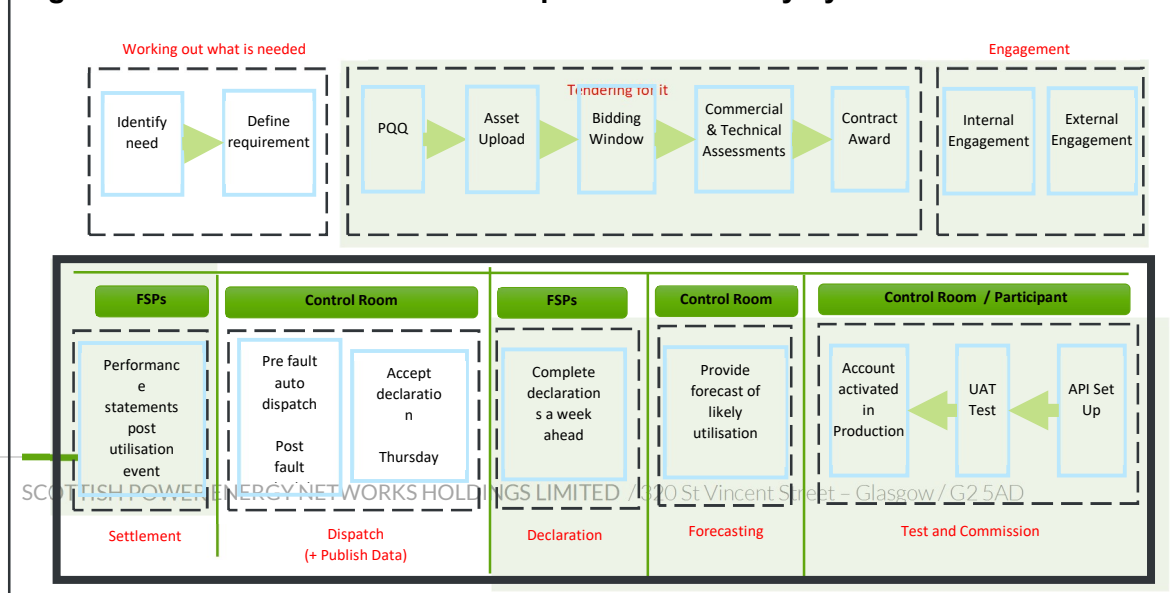 Working out what is needed
Engagement
Tendering for it
Identify
need
Define
requirement
PQQ
Asset
Upload
Bidding
Window
Commercial
& Technical
Assessments
Contract
Award
Internal
Engagement
External
Engagement
FSPs
Control Room
FSPs
Control Room
Control Room / Participant
Performanc
e
statements
post
utilisation
event
Pre fault
auto
dispatch
Post
fault
Accept
declaratio
n
Thursday
Complete
declaration
s a week
ahead
Provide
forecast of
likely
utilisation
Account
activated
in
Production
UAT
Test
API Set
Up
SCOTTISH POWER ENERGY NETWORKS HOLDINGS LIMITED / 320 St Vincent Street – Glasgow / G2 5AD
Settlement
Dispatch
(+ Publish Data)
Declaration
Forecasting
Test and Commission